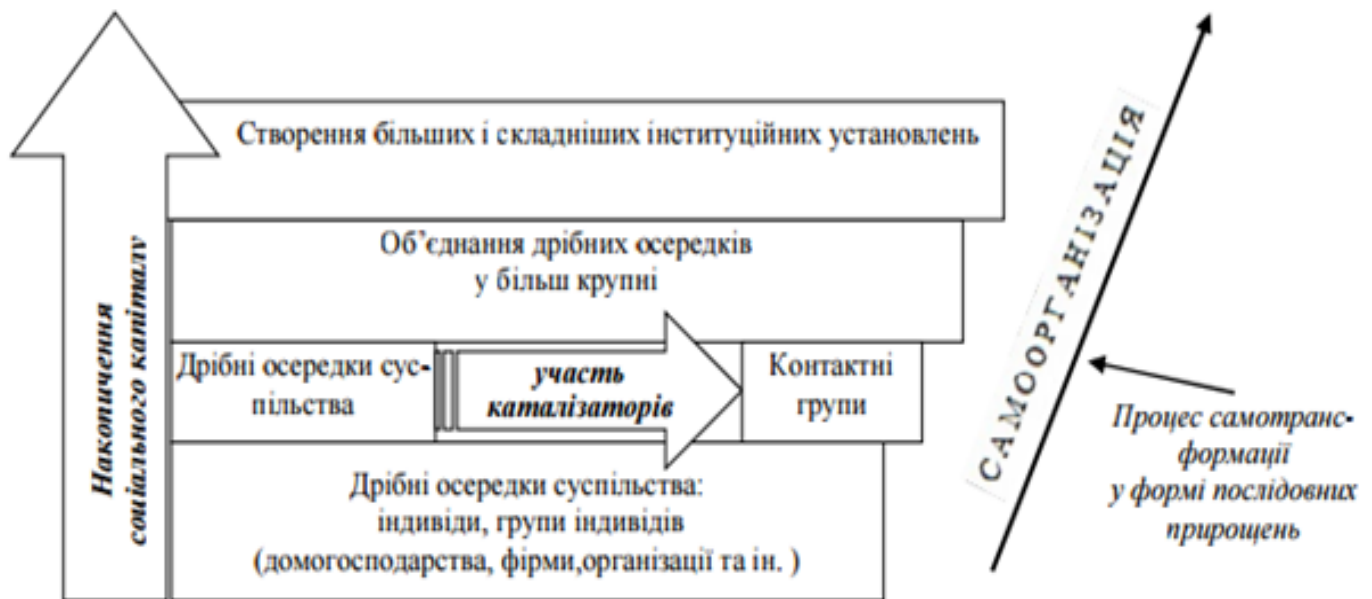 Створення більших і складніших інституційних установлень
Об’єднання дрібних осередків
у більш крупні
Дрібні осередки сус-
пільства
участь
каталізаторів
Контактні
групи
Дрібні осередки суспільства:
індивіди, групи індивідів
(домогосподарства, фірми,організації та ін. )
Накопичення
соціального капіталу
САМООРГАНІЗАЦІЯ
Процес самотранс-
формації
у формі послідовних
прирощень